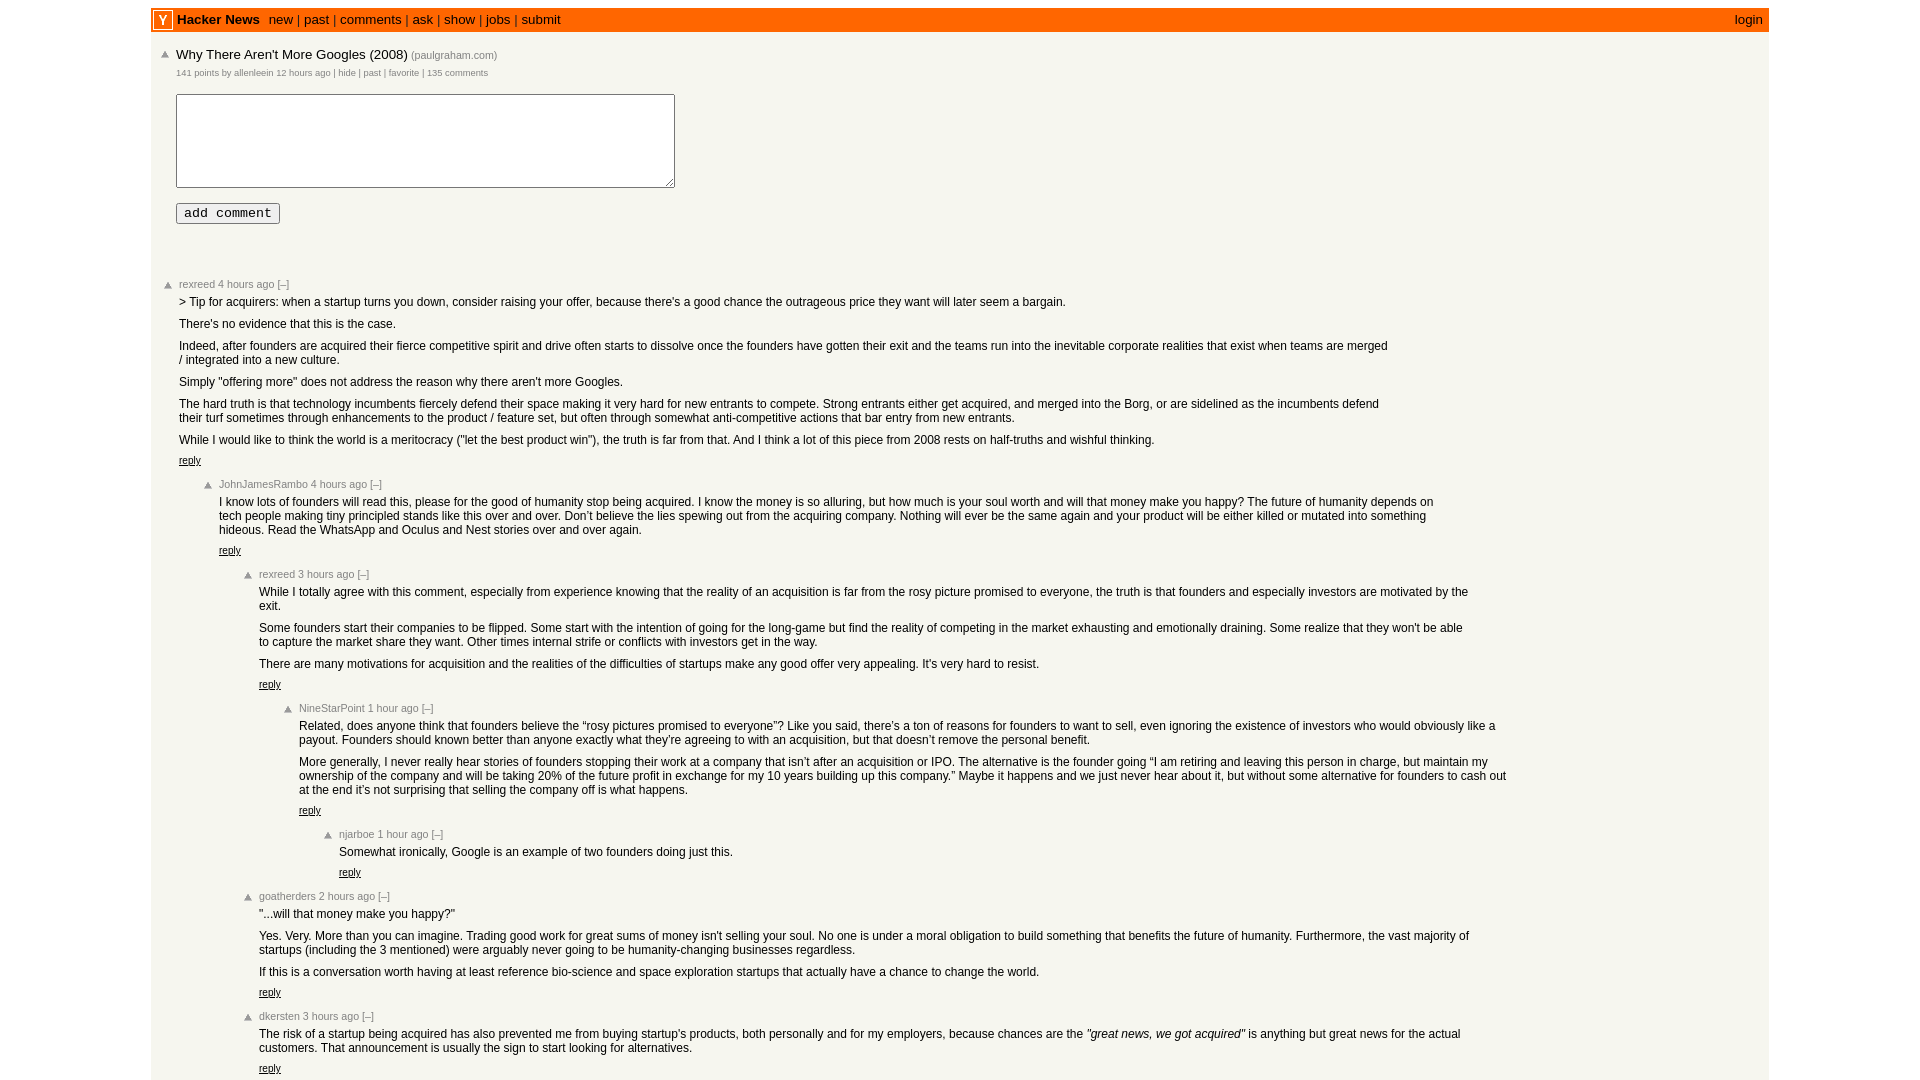 Y Hacker News new | past | comments | ask | show | jobs | submit login
Why There Aren't More Googles (2008) (paulgraham.com)
141 points by allenleein 12 hours ago | hide | past | favorite | 135 comments
add comment
rexreed 4 hours ago [–]
> Tip for acquirers: when a startup turns you down, consider raising your offer, because there's a good chance the outrageous price they want will later seem a bargain.
There's no evidence that this is the case.
Indeed, after founders are acquired their fierce competitive spirit and drive often starts to dissolve once the founders have gotten their exit and the teams run into the inevitable corporate realities that exist when teams are merged
/ integrated into a new culture.
Simply "offering more" does not address the reason why there aren't more Googles.
The hard truth is that technology incumbents fiercely defend their space making it very hard for new entrants to compete. Strong entrants either get acquired, and merged into the Borg, or are sidelined as the incumbents defend
their turf sometimes through enhancements to the product / feature set, but often through somewhat anti-competitive actions that bar entry from new entrants.
While I would like to think the world is a meritocracy ("let the best product win"), the truth is far from that. And I think a lot of this piece from 2008 rests on half-truths and wishful thinking.
reply
JohnJamesRambo 4 hours ago [–]
I know lots of founders will read this, please for the good of humanity stop being acquired. I know the money is so alluring, but how much is your soul worth and will that money make you happy? The future of humanity depends on
tech people making tiny principled stands like this over and over. Don’t believe the lies spewing out from the acquiring company. Nothing will ever be the same again and your product will be either killed or mutated into something
hideous. Read the WhatsApp and Oculus and Nest stories over and over again.
reply
rexreed 3 hours ago [–]
While I totally agree with this comment, especially from experience knowing that the reality of an acquisition is far from the rosy picture promised to everyone, the truth is that founders and especially investors are motivated by the
exit.
Some founders start their companies to be flipped. Some start with the intention of going for the long-game but find the reality of competing in the market exhausting and emotionally draining. Some realize that they won't be able
to capture the market share they want. Other times internal strife or conflicts with investors get in the way.
There are many motivations for acquisition and the realities of the difficulties of startups make any good offer very appealing. It's very hard to resist.
reply
NineStarPoint 1 hour ago [–]
Related, does anyone think that founders believe the “rosy pictures promised to everyone”? Like you said, there’s a ton of reasons for founders to want to sell, even ignoring the existence of investors who would obviously like a
payout. Founders should known better than anyone exactly what they’re agreeing to with an acquisition, but that doesn’t remove the personal benefit.
More generally, I never really hear stories of founders stopping their work at a company that isn’t after an acquisition or IPO. The alternative is the founder going “I am retiring and leaving this person in charge, but maintain my
ownership of the company and will be taking 20% of the future profit in exchange for my 10 years building up this company.” Maybe it happens and we just never hear about it, but without some alternative for founders to cash out
at the end it’s not surprising that selling the company off is what happens.
reply
njarboe 1 hour ago [–]
Somewhat ironically, Google is an example of two founders doing just this.
reply
goatherders 2 hours ago [–]
"...will that money make you happy?"
Yes. Very. More than you can imagine. Trading good work for great sums of money isn't selling your soul. No one is under a moral obligation to build something that benefits the future of humanity. Furthermore, the vast majority of
startups (including the 3 mentioned) were arguably never going to be humanity-changing businesses regardless.
If this is a conversation worth having at least reference bio-science and space exploration startups that actually have a chance to change the world.
reply
dkersten 3 hours ago [–]
The risk of a startup being acquired has also prevented me from buying startup's products, both personally and for my employers, because chances are the "great news, we got acquired" is anything but great news for the actual
customers. That announcement is usually the sign to start looking for alternatives.
reply